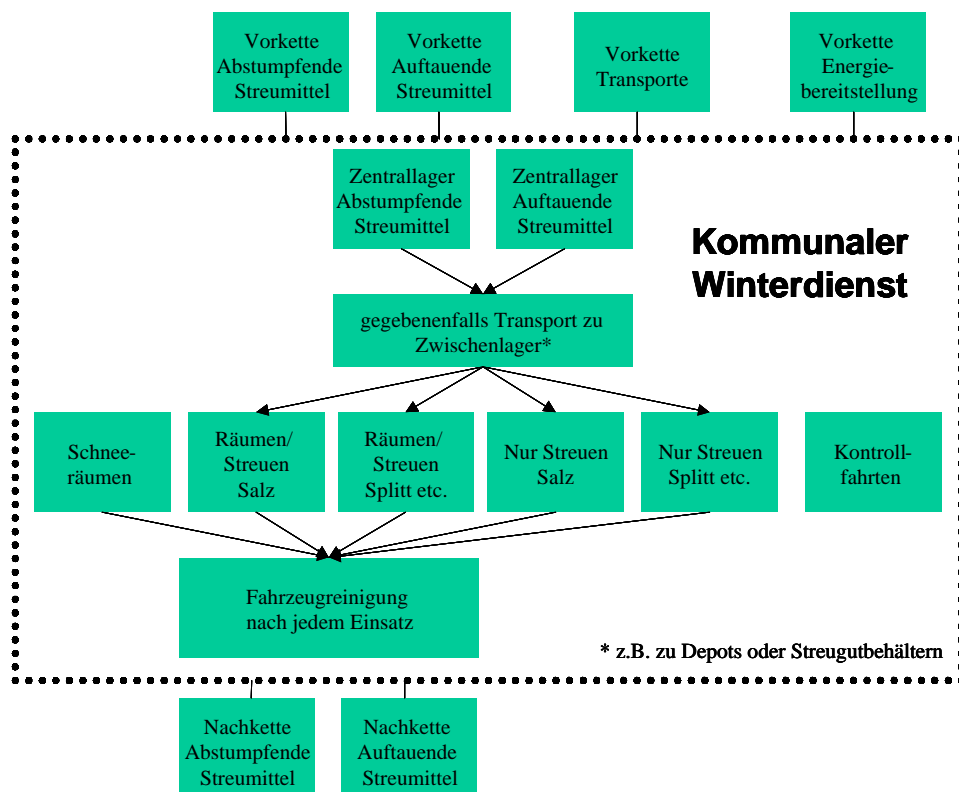 Vorkette
Abstumpfende
Streumittel
Vorkette
Auftauende
Streumittel
Vorkette
Transporte
Vorkette
Energie-
bereitstellung
Zentrallager
Abstumpfende
Streumittel
Zentrallager
Auftauende
Streumittel
Kommunaler
Winterdienst
gegebenenfalls Transport zu
Zwischenlager*
Schnee-
räumen
Räumen/
Streuen
Salz
Räumen/
Streuen
Splitt etc.
Nur Streuen
Salz
Nur Streuen
Splitt etc.
Kontroll-
fahrten
Fahrzeugreinigung
nach jedem Einsatz
* z.B. zu Depots oder Streugutbehältern
Nachkette
Abstumpfende
Streumittel
Nachkette
Auftauende
Streumittel